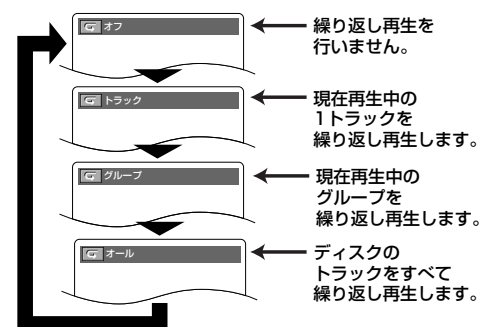 オフ
繰り返し再生を
行いません。
トラック
現在再生中の
1トラックを
繰り返し再生します。
グループ
現在再生中の
グループを
繰り返し再生します。
オール
ディスクの
トラックをすべて
繰り返し再生します。